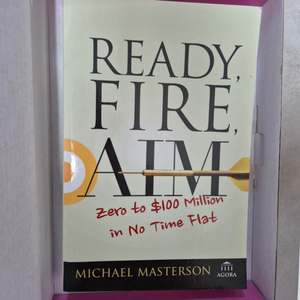 READY,
FIRE,
AIM
Zero to $100 Million
in No Time Flat
MICHAEL MASTERSON
AGORA